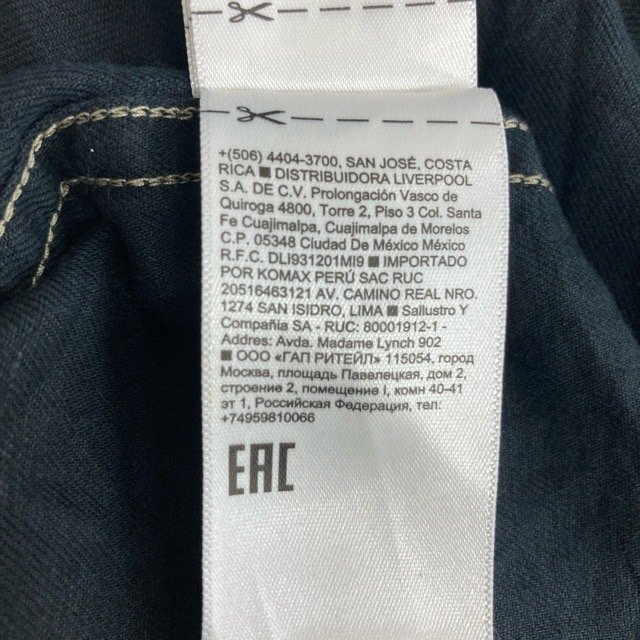 +(506) 4404-3700, SAN JOSÉ, COSTA
RICA ■ DISTRIBUIDORA LIVERPOOL
S.A. DE C.V. Prolongación Vasco de
Quiroga 4800, Torre 2, Piso 3 Col. Santa
Fe Cuajimalpa, Cuajimalpa de Morelos
C.P. 05348 Ciudad De México México
R.F.C. DLI931201MI9 ■ IMPORTADO
POR KOMAX PERÚ SAC RUC
20516463121 AV. CAMINO REAL NRO.
1274 SAN ISIDRO, LIMA ■ Sallustro Y
Compañia SA - RUC: 80001912-1 -
Addres: Avda. Madame Lynch 902
■ ООО «ГАП РИТЕЙЛ» 115054, город
Москва, площадь Павелецкая, дом 2,
строение 2, помещение I, комн 40-41
эт 1, Российская Федерация, тел:
+74959810066
EAC